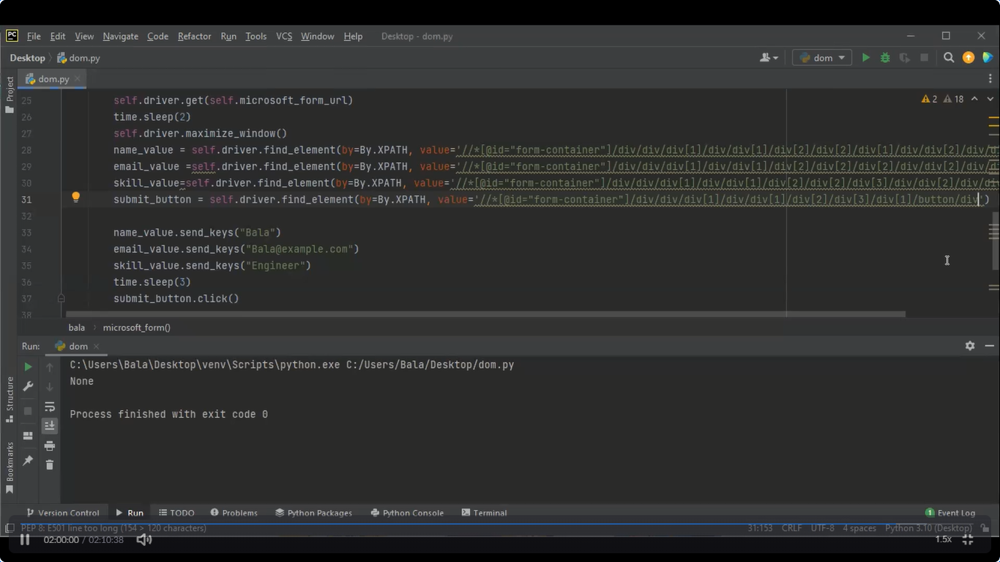 PC File Edit View Navigate Code Refactor Run Tools VCS Window Help Desktop - dom.py
Desktop dom.py dom
Project dom.py
25 self.driver.get(self.microsoft_form_url) 2 18
26 time.sleep(2)
27 self.driver.maximize_window()
28 name_value = self.driver.find_element(by=By.XPATH, value='//*[@id="form-container"]/div/div/div[1]/div/div[1]/div[2]/div[2]/div[1]/div/div[2]/div/d
29 email_value =self.driver.find_element(by=By.XPATH, value='//*[@id="form-container"]/div/div/div[1]/div/div[1]/div[2]/div[2]/div[2]/div/div[2]/div/d
30 skill_value=self.driver.find_element(by=By.XPATH, value='//*[@id="form-container"]/div/div/div[1]/div/div[1]/div[2]/div[2]/div[3]/div/div[2]/div/di
31 submit_button = self.driver.find_element(by=By.XPATH, value='//*[@id="form-container"]/div/div/div[1]/div/div[1]/div[2]/div[3]/div[1]/button/div')
32
33 name_value.send_keys("Bala")
34 email_value.send_keys("Bala@example.com")
35 skill_value.send_keys("Engineer")
36 time.sleep(3)
37 submit_button.click()
38
bala microsoft_form()
Run: dom
C:\Users\Bala\Desktop\venv\Scripts\python.exe C:/Users/Bala/Desktop/dom.py
None
Process finished with exit code 0
Structure
Bookmarks
Version Control Run TODO Problems Python Packages Python Console Terminal 1 Event Log
PEP 8: E501 line too long (154 > 120 characters) 31:153 CRLF UTF-8 4 spaces Python 3.10 (Desktop)
02:00:00 / 02:10:38 1.5x